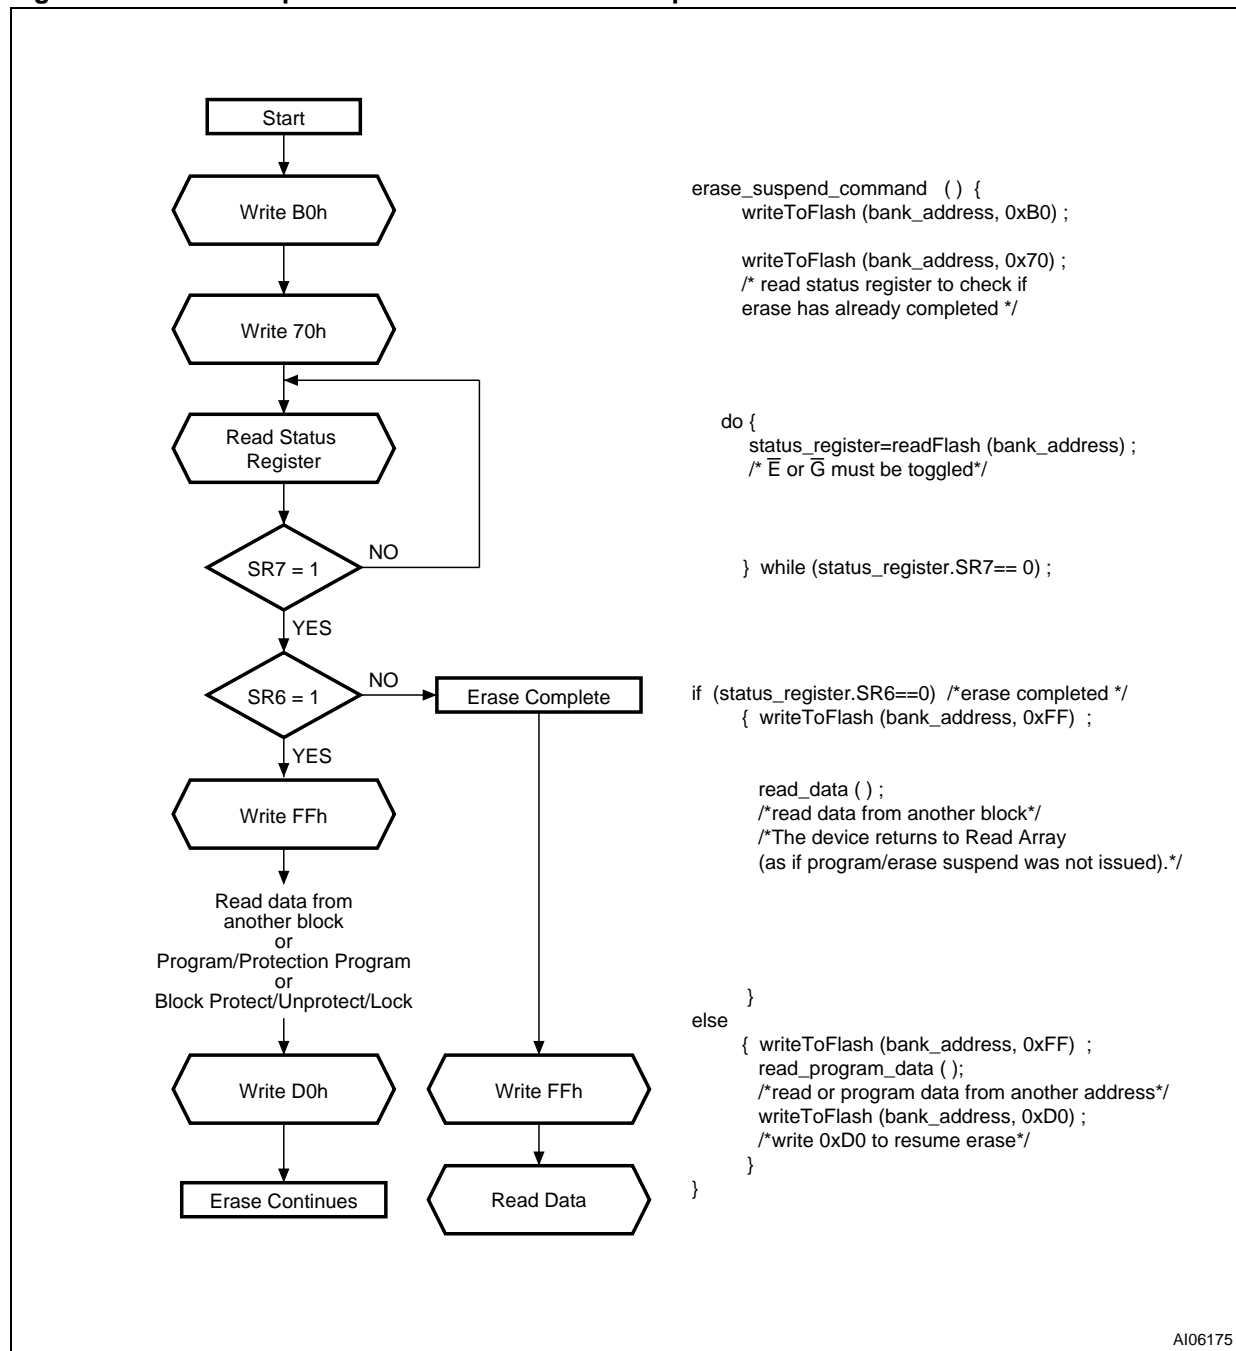 Start
Write B0h
Write 70h
Read Status
Register
SR7 = 1
NO
YES
SR6 = 1
NO
Erase Complete
YES
Write FFh
Read data from
another block
or
Program/Protection Program
or
Block Protect/Unprotect/Lock
Write D0h
Write FFh
Erase Continues
Read Data
erase_suspend_command ( ) {
writeToFlash (bank_address, 0xB0) ;
writeToFlash (bank_address, 0x70) ;
/* read status register to check if
erase has already completed */
do {
status_register=readFlash (bank_address) ;
/* E̅ or G̅ must be toggled*/
} while (status_register.SR7== 0) ;
if (status_register.SR6==0) /*erase completed */
{ writeToFlash (bank_address, 0xFF) ;
read_data ( ) ;
/*read data from another block*/
/*The device returns to Read Array
(as if program/erase suspend was not issued).*/
}
else
{ writeToFlash (bank_address, 0xFF) ;
read_program_data ( );
/*read or program data from another address*/
writeToFlash (bank_address, 0xD0) ;
/*write 0xD0 to resume erase*/
}
}
AI06175